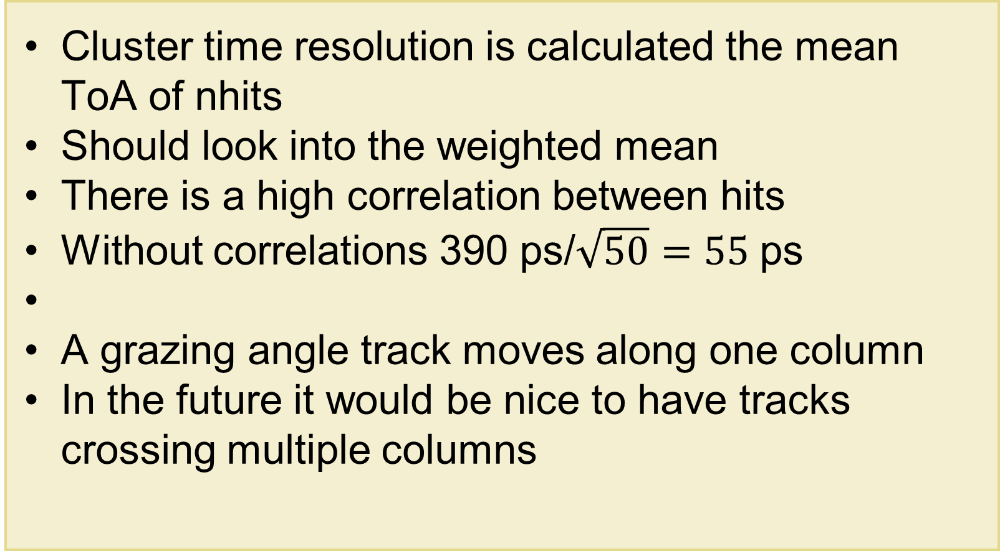 • Cluster time resolution is calculated the mean
ToA of nhits
• Should look into the weighted mean
• There is a high correlation between hits
• Without correlations 390 ps/√50 = 55 ps
•
• A grazing angle track moves along one column
• In the future it would be nice to have tracks
crossing multiple columns